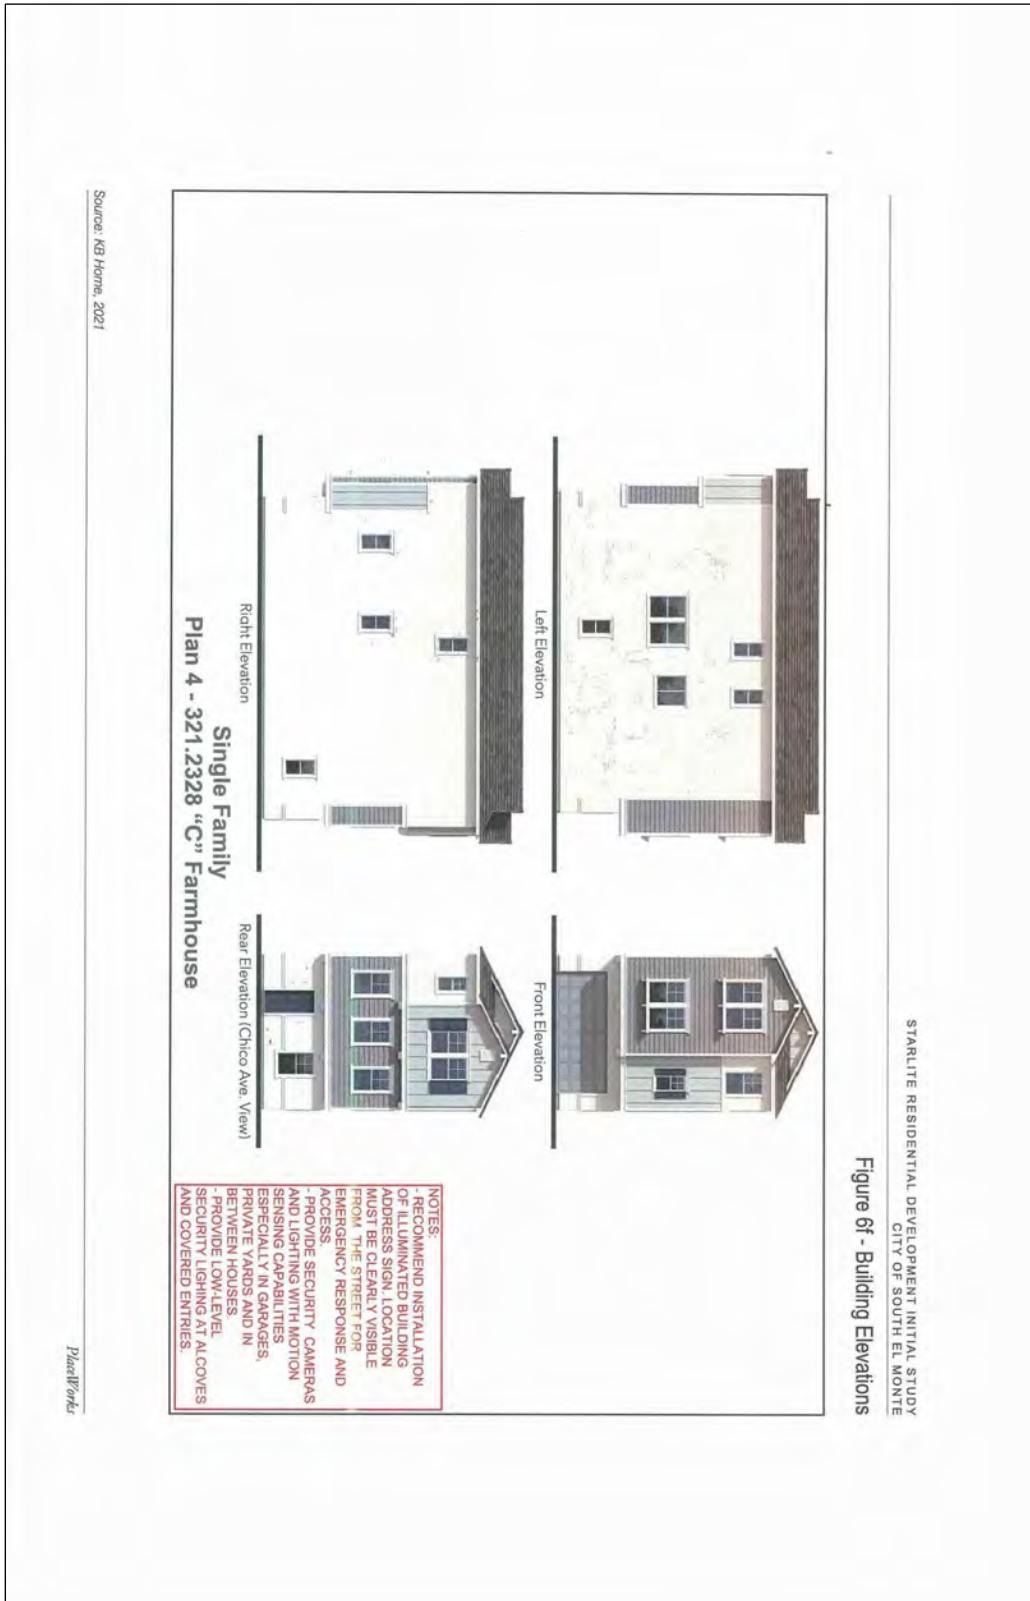 STARLITE RESIDENTIAL DEVELOPMENT INITIAL STUDY
CITY OF SOUTH EL MONTE
Figure 6f - Building Elevations
Left Elevation
Front Elevation
Right Elevation
Rear Elevation (Chico Ave. View)
Single Family
Plan 4 - 321.2328 “C” Farmhouse
NOTES:
- RECOMMEND INSTALLATION
OF ILLUMINATED BUILDING
ADDRESS SIGN. LOCATION
MUST BE CLEARLY VISIBLE
FROM THE STREET FOR
EMERGENCY RESPONSE AND
ACCESS.
- PROVIDE SECURITY CAMERAS
AND LIGHTING WITH MOTION
SENSING CAPABILITIES
ESPECIALLY IN GARAGES,
PRIVATE YARDS AND IN
BETWEEN HOUSES.
- PROVIDE LOW-LEVEL
SECURITY LIGHING AT ALCOVES
AND COVERED ENTRIES.
Source: KB Home, 2021
PlaceWorks